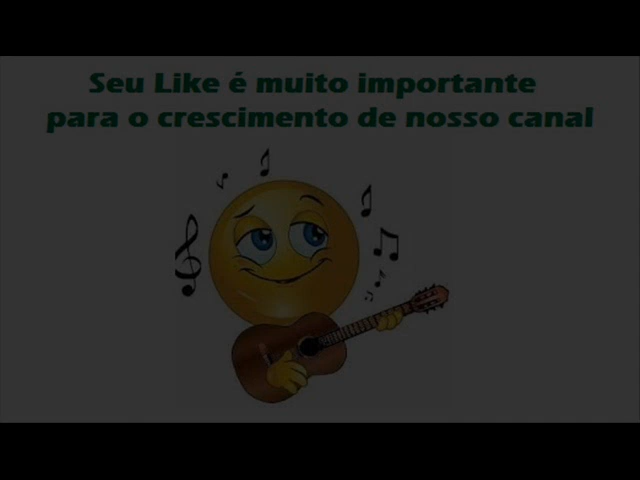 Seu Like é muito importante
para o crescimento de nosso canal